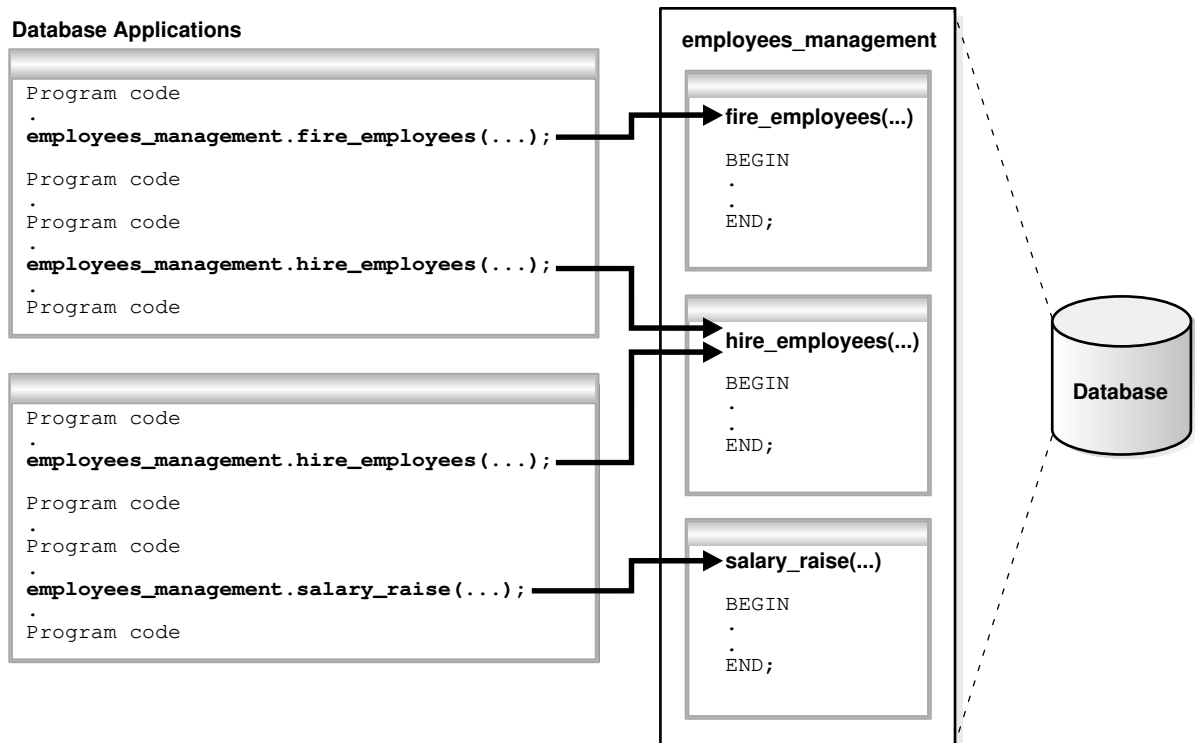 Database Applications
Program code
.
employees_management.fire_employees(...);
Program code
.
Program code
.
employees_management.hire_employees(...);
.
Program code
Program code
.
employees_management.hire_employees(...);
Program code
.
Program code
.
employees_management.salary_raise(...);
.
Program code
employees_management
fire_employees(...)
BEGIN
.
.
END;
hire_employees(...)
BEGIN
.
.
END;
salary_raise(...)
BEGIN
.
.
END;
Database